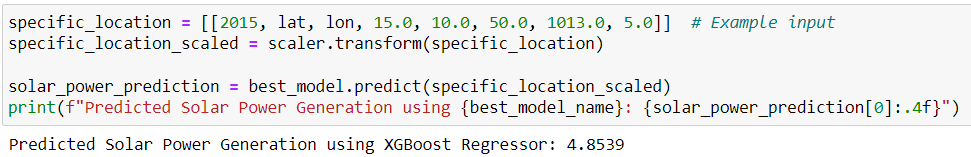 specific_location = [[2015, lat, lon, 15.0, 10.0, 50.0, 1013.0, 5.0]]  # Example input
specific_location_scaled = scaler.transform(specific_location)
solar_power_prediction = best_model.predict(specific_location_scaled)
print(f"Predicted Solar Power Generation using {best_model_name}: {solar_power_prediction[0]:.4f}")
Predicted Solar Power Generation using XGBoost Regressor: 4.8539